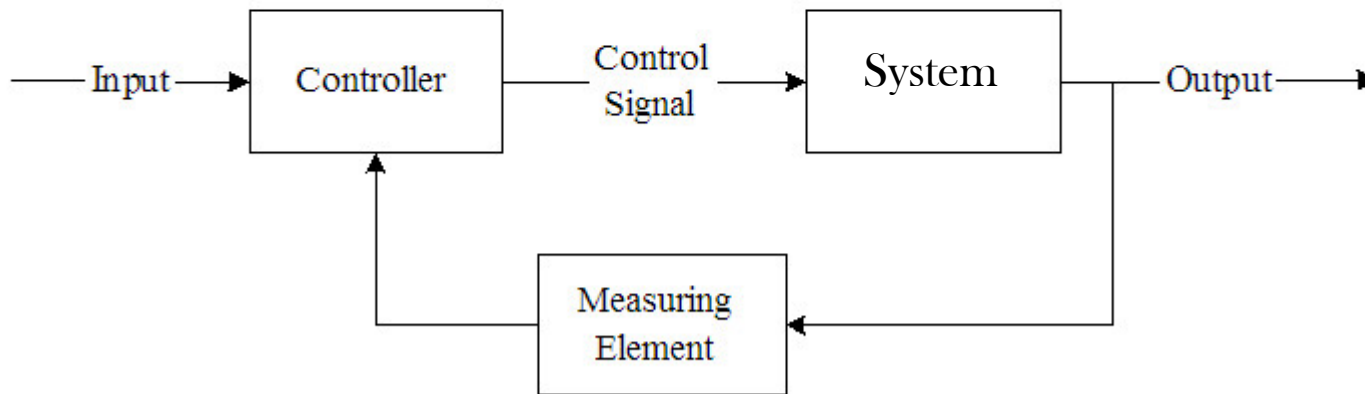 Input
Controller
Control
Signal
System
Output
Measuring
Element